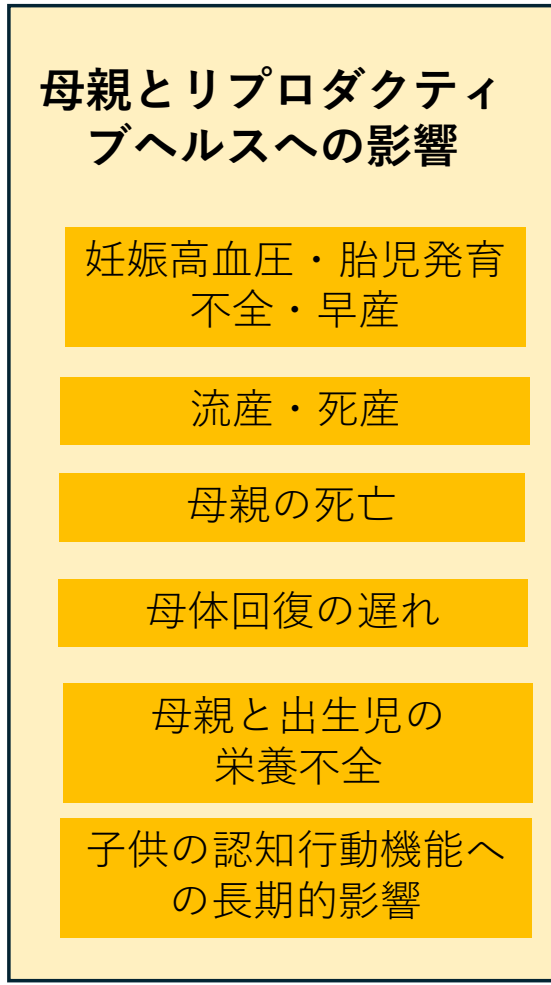 母親とリプロダクティ
ブヘルスへの影響
妊娠高血圧・胎児発育
不全・早産
流産・死産
母親の死亡
母体回復の遅れ
母親と出生児の
栄養不全
子供の認知行動機能へ
の長期的影響